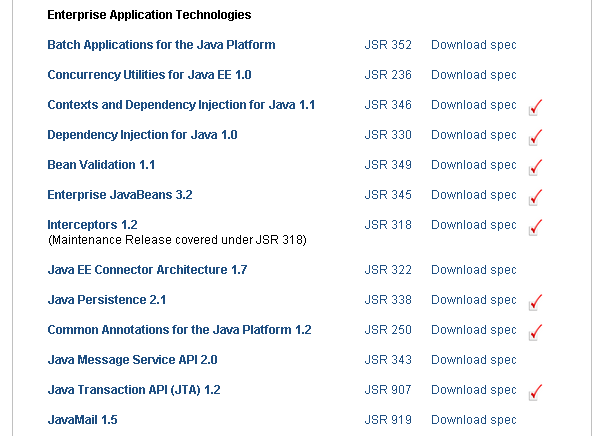 Enterprise Application Technologies
Batch Applications for the Java Platform JSR 352 Download spec
Concurrency Utilities for Java EE 1.0 JSR 236 Download spec
Contexts and Dependency Injection for Java 1.1 JSR 346 Download spec
Dependency Injection for Java 1.0 JSR 330 Download spec
Bean Validation 1.1 JSR 349 Download spec
Enterprise JavaBeans 3.2 JSR 345 Download spec
Interceptors 1.2 JSR 318 Download spec
(Maintenance Release covered under JSR 318)
Java EE Connector Architecture 1.7 JSR 322 Download spec
Java Persistence 2.1 JSR 338 Download spec
Common Annotations for the Java Platform 1.2 JSR 250 Download spec
Java Message Service API 2.0 JSR 343 Download spec
Java Transaction API (JTA) 1.2 JSR 907 Download spec
JavaMail 1.5 JSR 919 Download spec